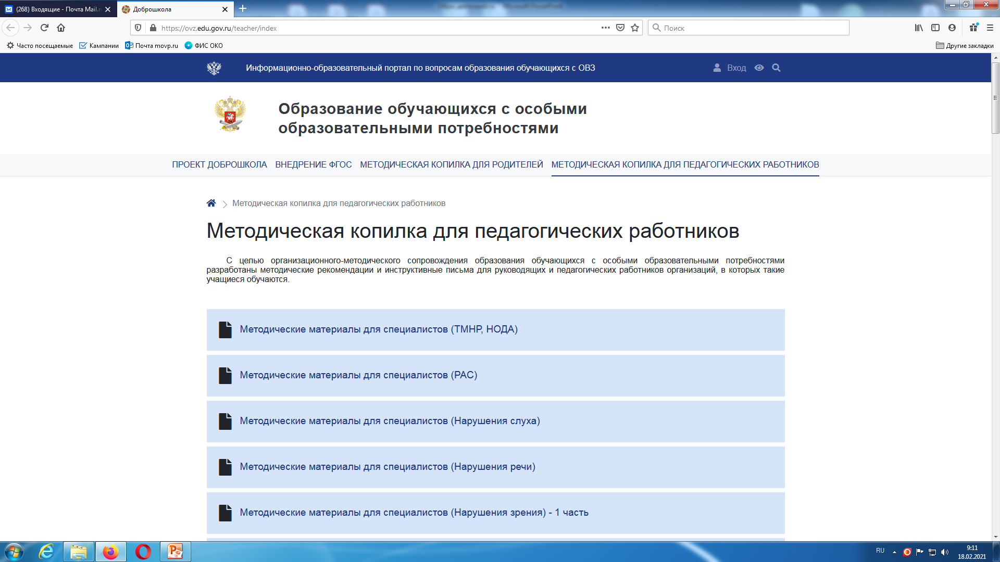 (268) Входящие - Почта Mail.r
Доброшкола
https://ovz.edu.gov.ru/teacher/index
Поиск
Часто посещаемые
Кампании
Почта movp.ru
ФИС ОКО
Другие закладки
Информационно-образовательный портал по вопросам образования обучающихся с ОВЗ
Вход
Образование обучающихся с особыми
образовательными потребностями
ПРОЕКТ ДОБРОШКОЛА ВНЕДРЕНИЕ ФГОС МЕТОДИЧЕСКАЯ КОПИЛКА ДЛЯ РОДИТЕЛЕЙ МЕТОДИЧЕСКАЯ КОПИЛКА ДЛЯ ПЕДАГОГИЧЕСКИХ РАБОТНИКОВ
Методическая копилка для педагогических работников
Методическая копилка для педагогических работников
С целью организационного-методического сопровождения образования обучающихся с особыми образовательными потребностями
разработаны методические рекомендации и инструктивные письма для руководящих и педагогических работников организаций, в которых такие
учащиеся обучаются.
Методические материалы для специалистов (ТМНР, НОДА)
Методические материалы для специалистов (РАС)
Методические материалы для специалистов (Нарушения слуха)
Методические материалы для специалистов (Нарушения речи)
Методические материалы для специалистов (Нарушения зрения) - 1 часть
RU
9:11
18.02.2021